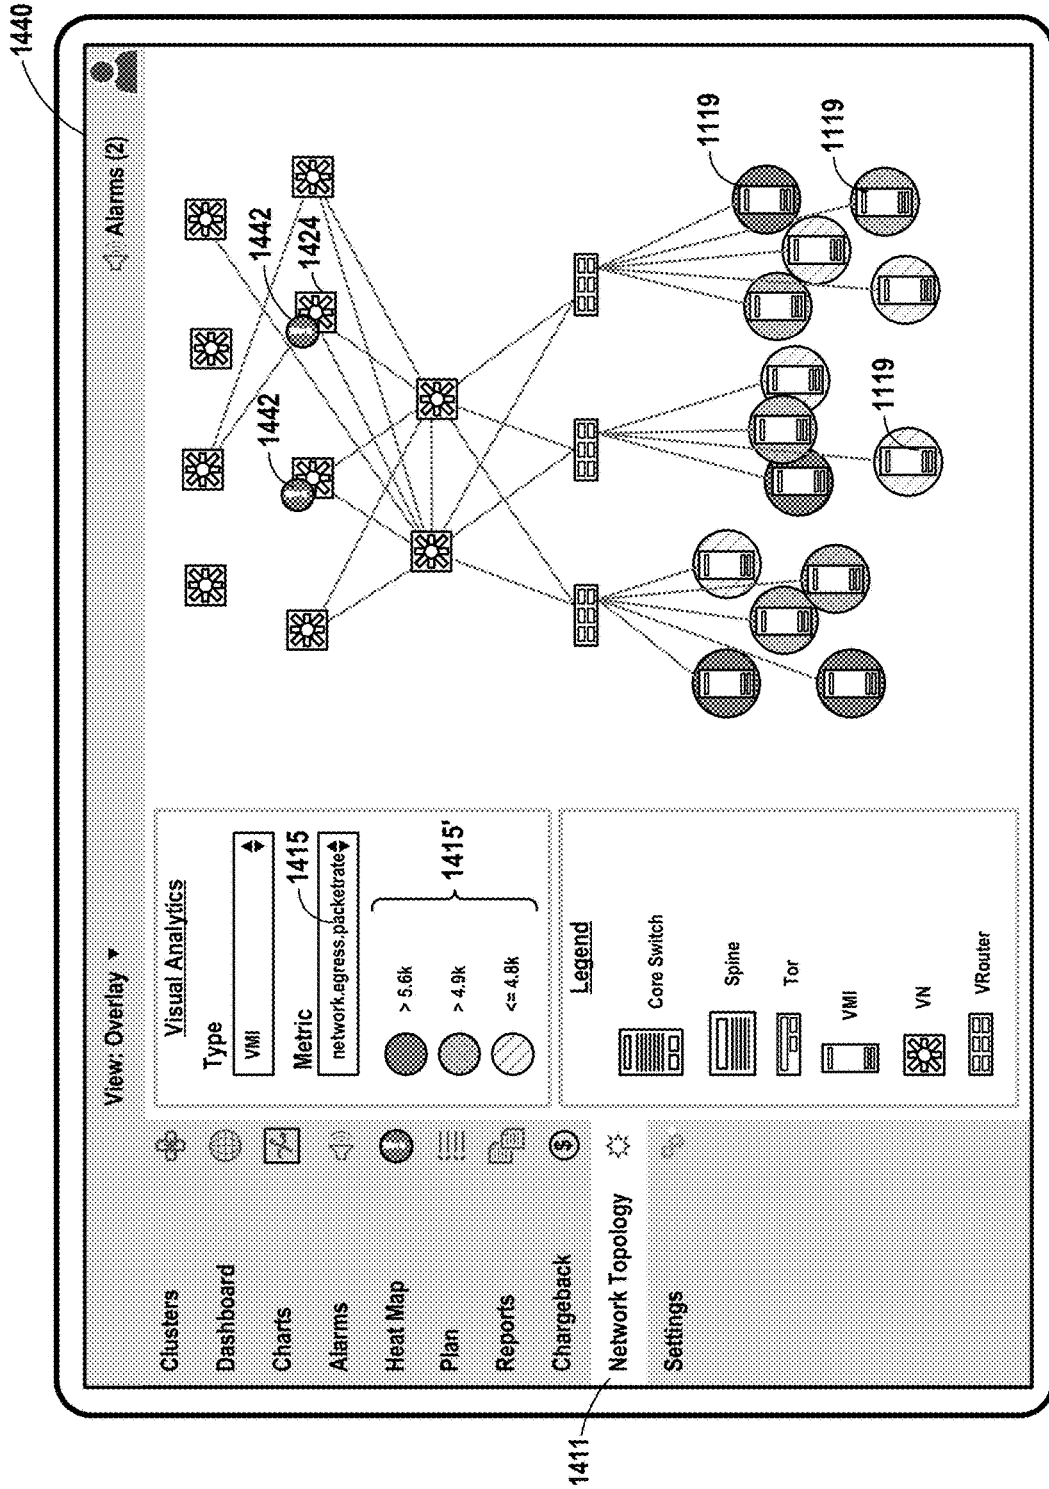 1440
View: Overlay ▼
Alarms (2)
Clusters
Dashboard
Charts
Alarms
Heat Map
Plan
Reports
Chargeback
$
Network Topology
Settings
1411
Visual Analytics
Type
VMI
Metric
1415
network.egress.packetrate
> 5.6k
> 4.9k
<= 4.8k
1415'
Legend
Core Switch
Spine
Tor
VMI
VN
VRouter
1442
1442
1424
1119
1119
1119